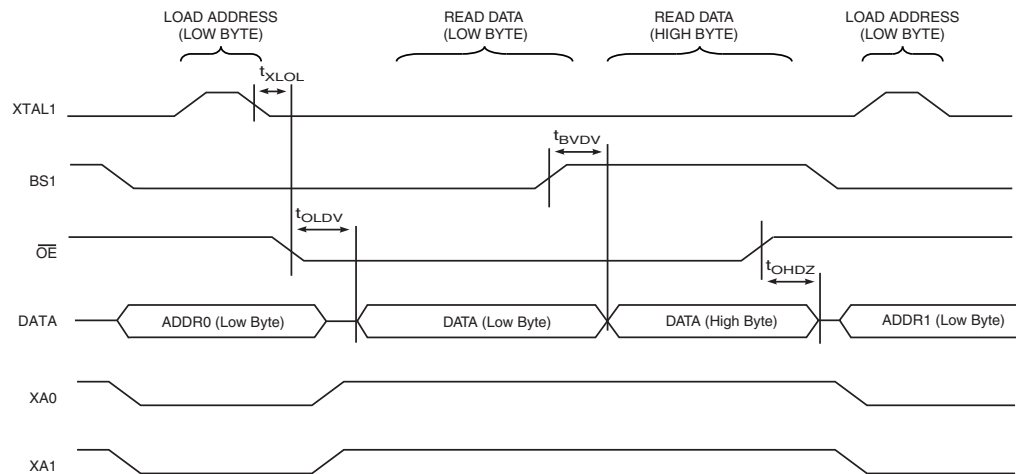 LOAD ADDRESS
(LOW BYTE)
READ DATA
(LOW BYTE)
READ DATA
(HIGH BYTE)
LOAD ADDRESS
(LOW BYTE)
tXLOL
XTAL1
tBVDV
BS1
tOLDV
OE
tOHDZ
DATA
ADDR0 (Low Byte)
DATA (Low Byte)
DATA (High Byte)
ADDR1 (Low Byte)
XA0
XA1